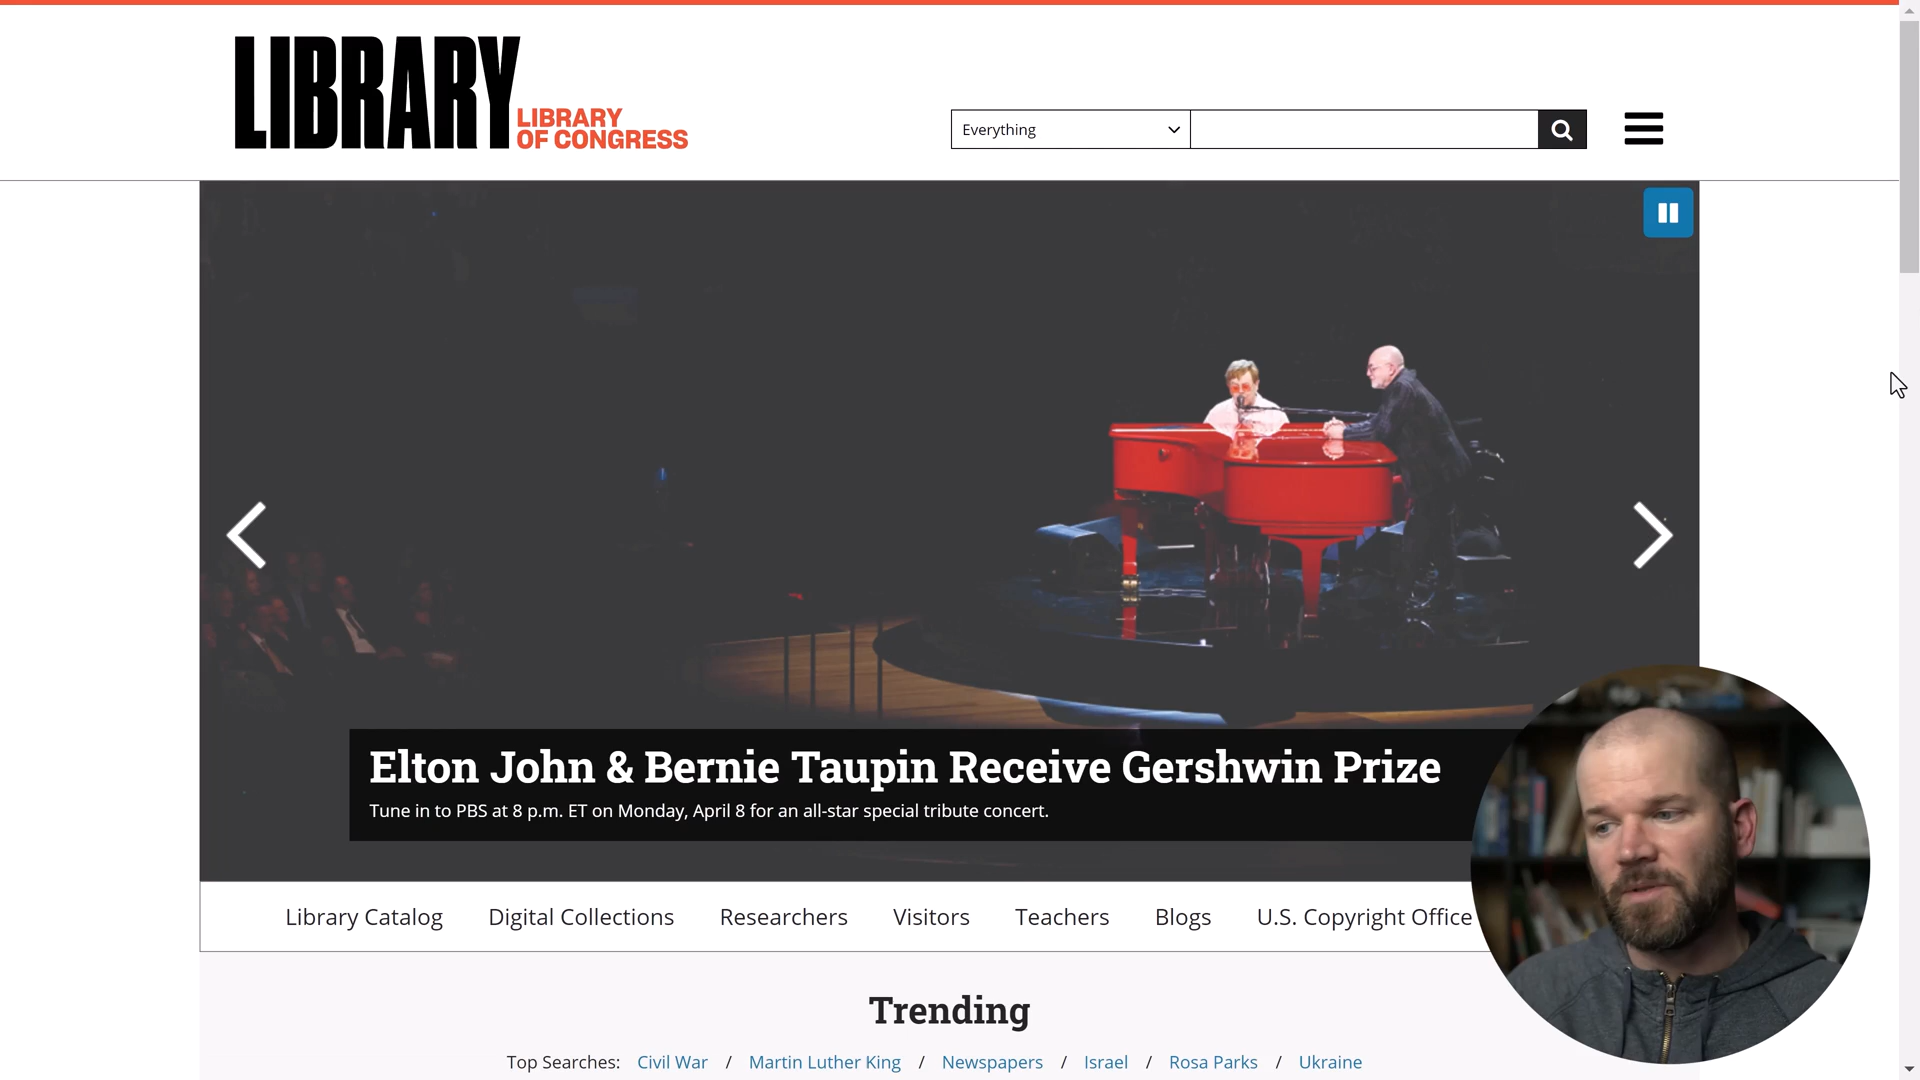 LIBRARY
LIBRARY
OF CONGRESS
Everything
Elton John & Bernie Taupin Receive Gershwin Prize
Tune in to PBS at 8 p.m. ET on Monday, April 8 for an all-star special tribute concert.
Library Catalog Digital Collections Researchers Visitors Teachers Blogs U.S. Copyright Office
Trending
Top Searches: Civil War / Martin Luther King / Newspapers / Israel / Rosa Parks / Ukraine